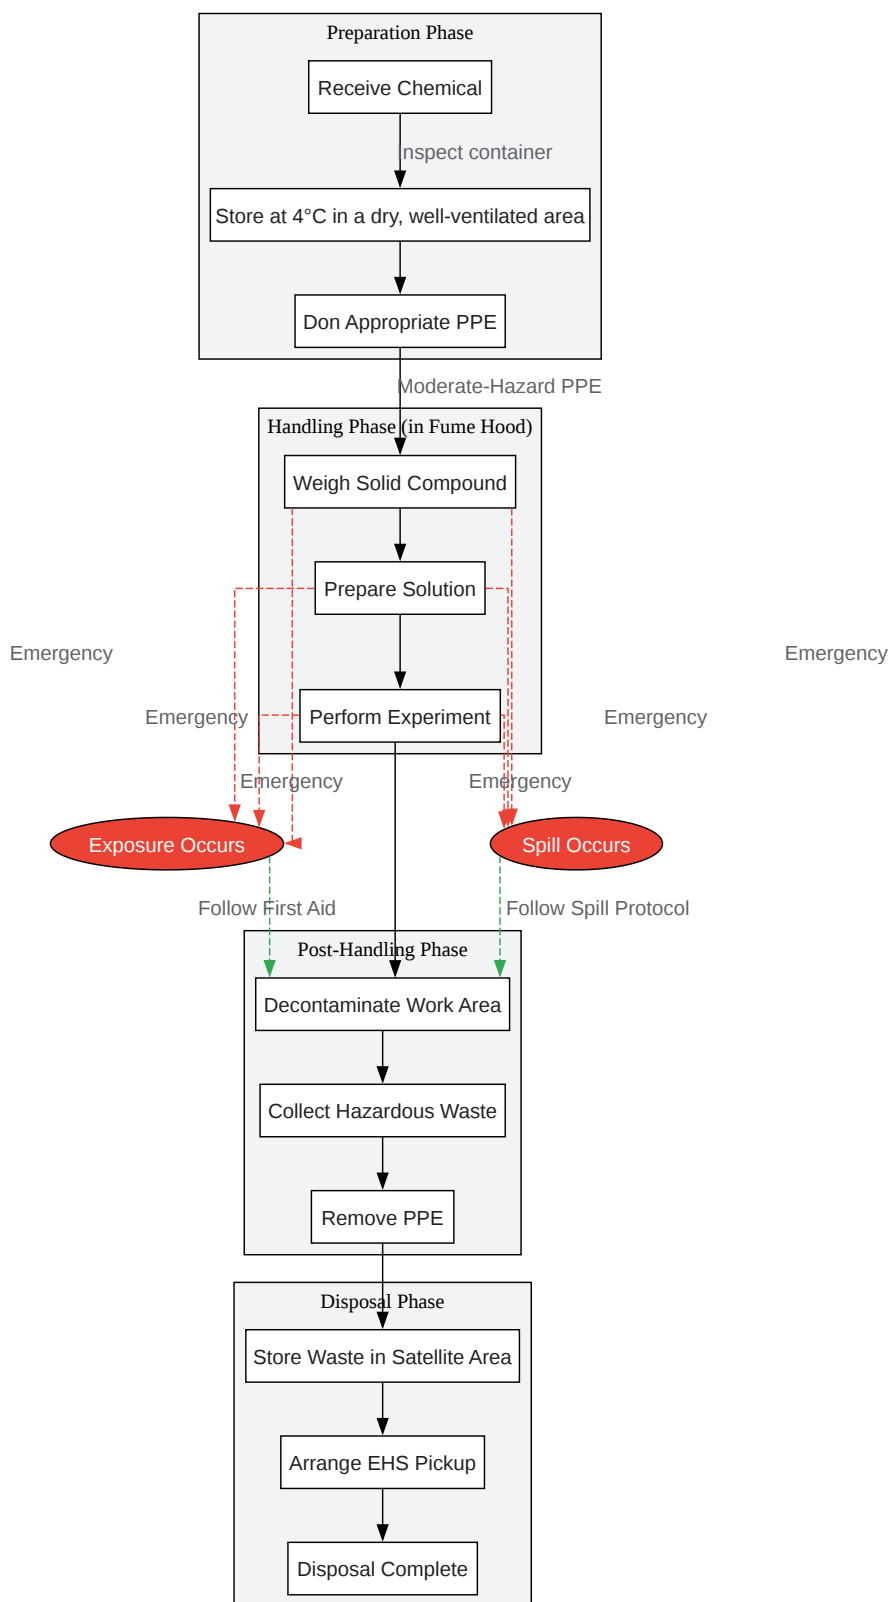 Preparation Phase
Receive Chemical
Inspect container
Store at 4°C in a dry, well-ventilated area
Don Appropriate PPE
Moderate-Hazard PPE
Handling Phase (in Fume Hood)
Weigh Solid Compound
Prepare Solution
Emergency
Emergency
Emergency
Perform Experiment
Emergency
Emergency
Emergency
Exposure Occurs
Spill Occurs
Follow First Aid
Follow Spill Protocol
Post-Handling Phase
Decontaminate Work Area
Collect Hazardous Waste
Remove PPE
Disposal Phase
Store Waste in Satellite Area
Arrange EHS Pickup
Disposal Complete